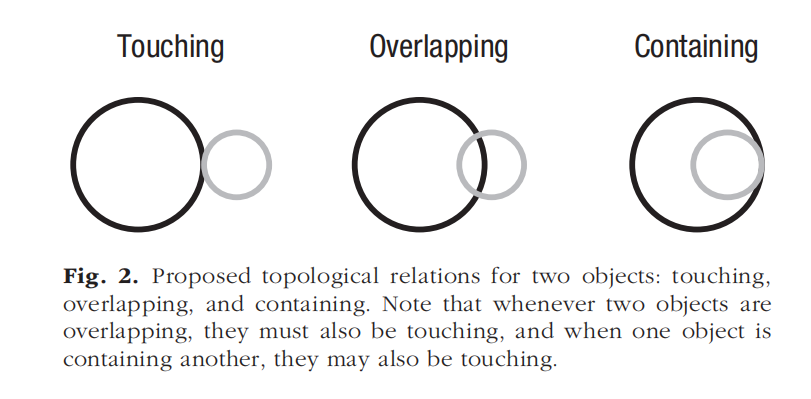 Touching Overlapping Containing
Fig. 2. Proposed topological relations for two objects: touching,
overlapping, and containing. Note that whenever two objects are
overlapping, they must also be touching, and when one object is
containing another, they may also be touching.